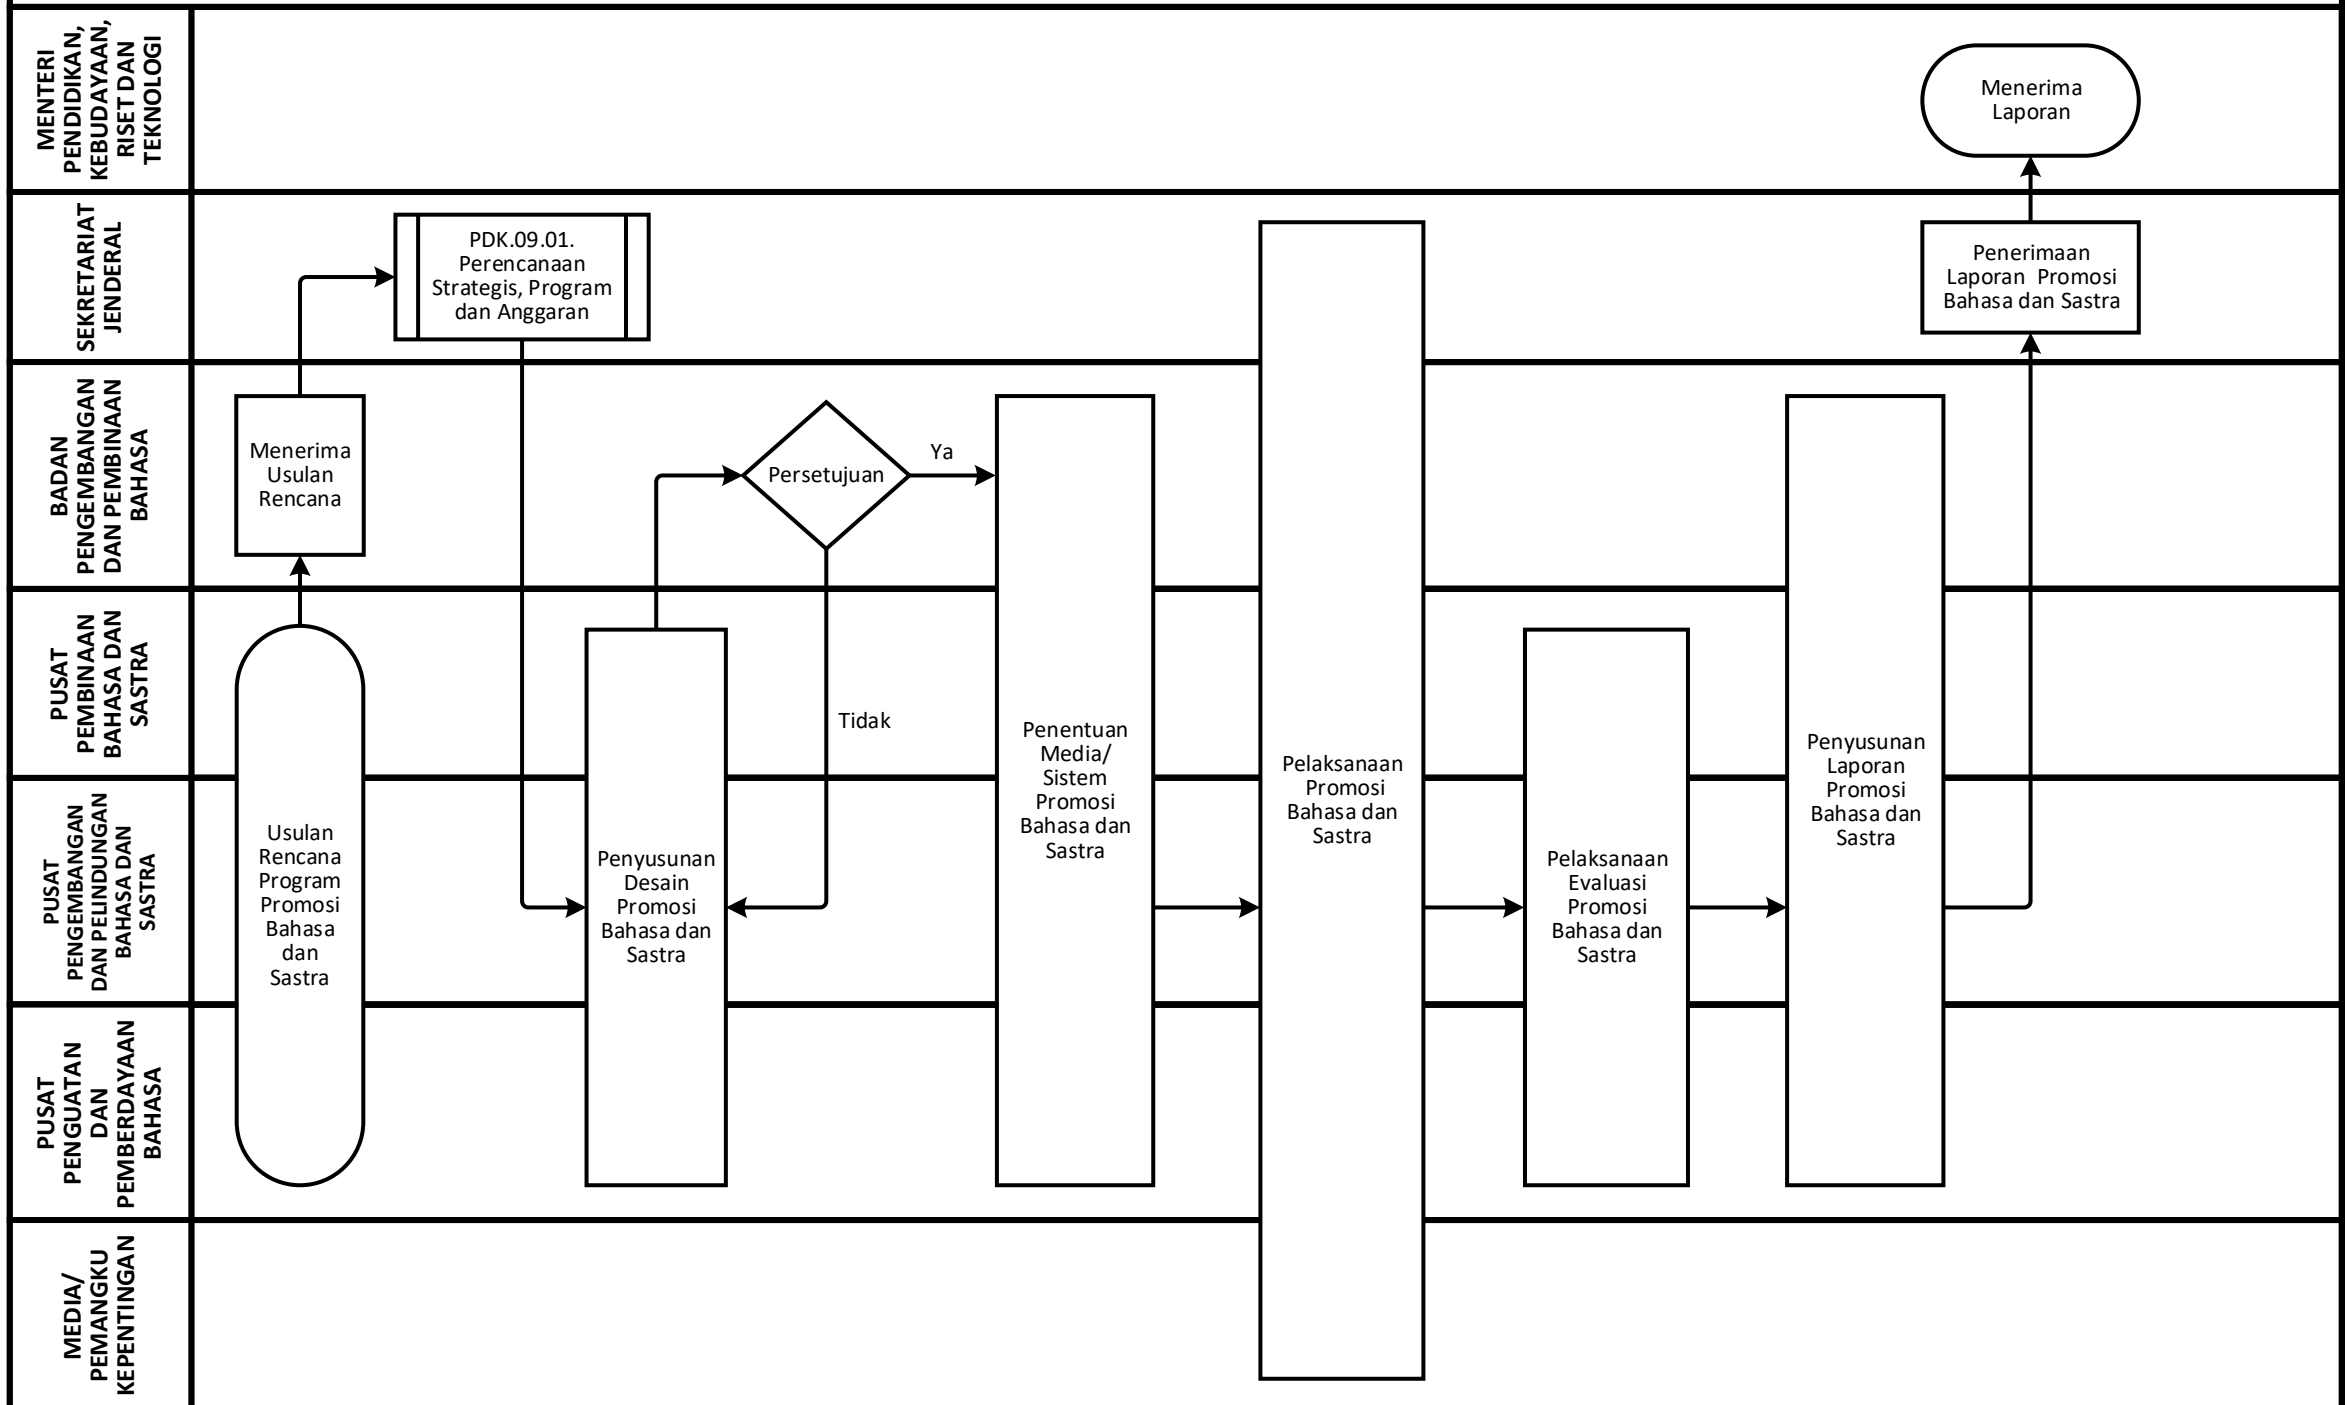 MENTERI
PENDIDIKAN,
KEBUDAYAAN,
RISET DAN
TEKNOLOGI
Menerima
Laporan
SEKRETARIAT
JENDERAL
PDK.09.01.
Perencanaan
Strategis, Program
dan Anggaran
Penerimaan
Laporan Promosi
Bahasa dan Sastra
BADAN
PENGEMBANGAN
DAN PEMBINAAN
BAHASA
Menerima
Usulan
Rencana
Persetujuan
Ya
PUSAT
PEMBINAAN
BAHASA DAN
SASTRA
Tidak
PUSAT
PENGEMBANGAN
DAN PELINDUNGAN
BAHASA DAN
SASTRA
Usulan
Rencana
Program
Promosi
Bahasa
dan
Sastra
Penyusunan
Desain
Promosi
Bahasa dan
Sastra
Penentuan
Media/
Sistem
Promosi
Bahasa dan
Sastra
Pelaksanaan
Promosi
Bahasa dan
Sastra
Pelaksanaan
Evaluasi
Promosi
Bahasa dan
Sastra
Penyusunan
Laporan
Promosi
Bahasa dan
Sastra
PUSAT
PENGUATAN
DAN
PEMBERDAYAAN
BAHASA
MEDIA/
PEMANGKU
KEPENTINGAN